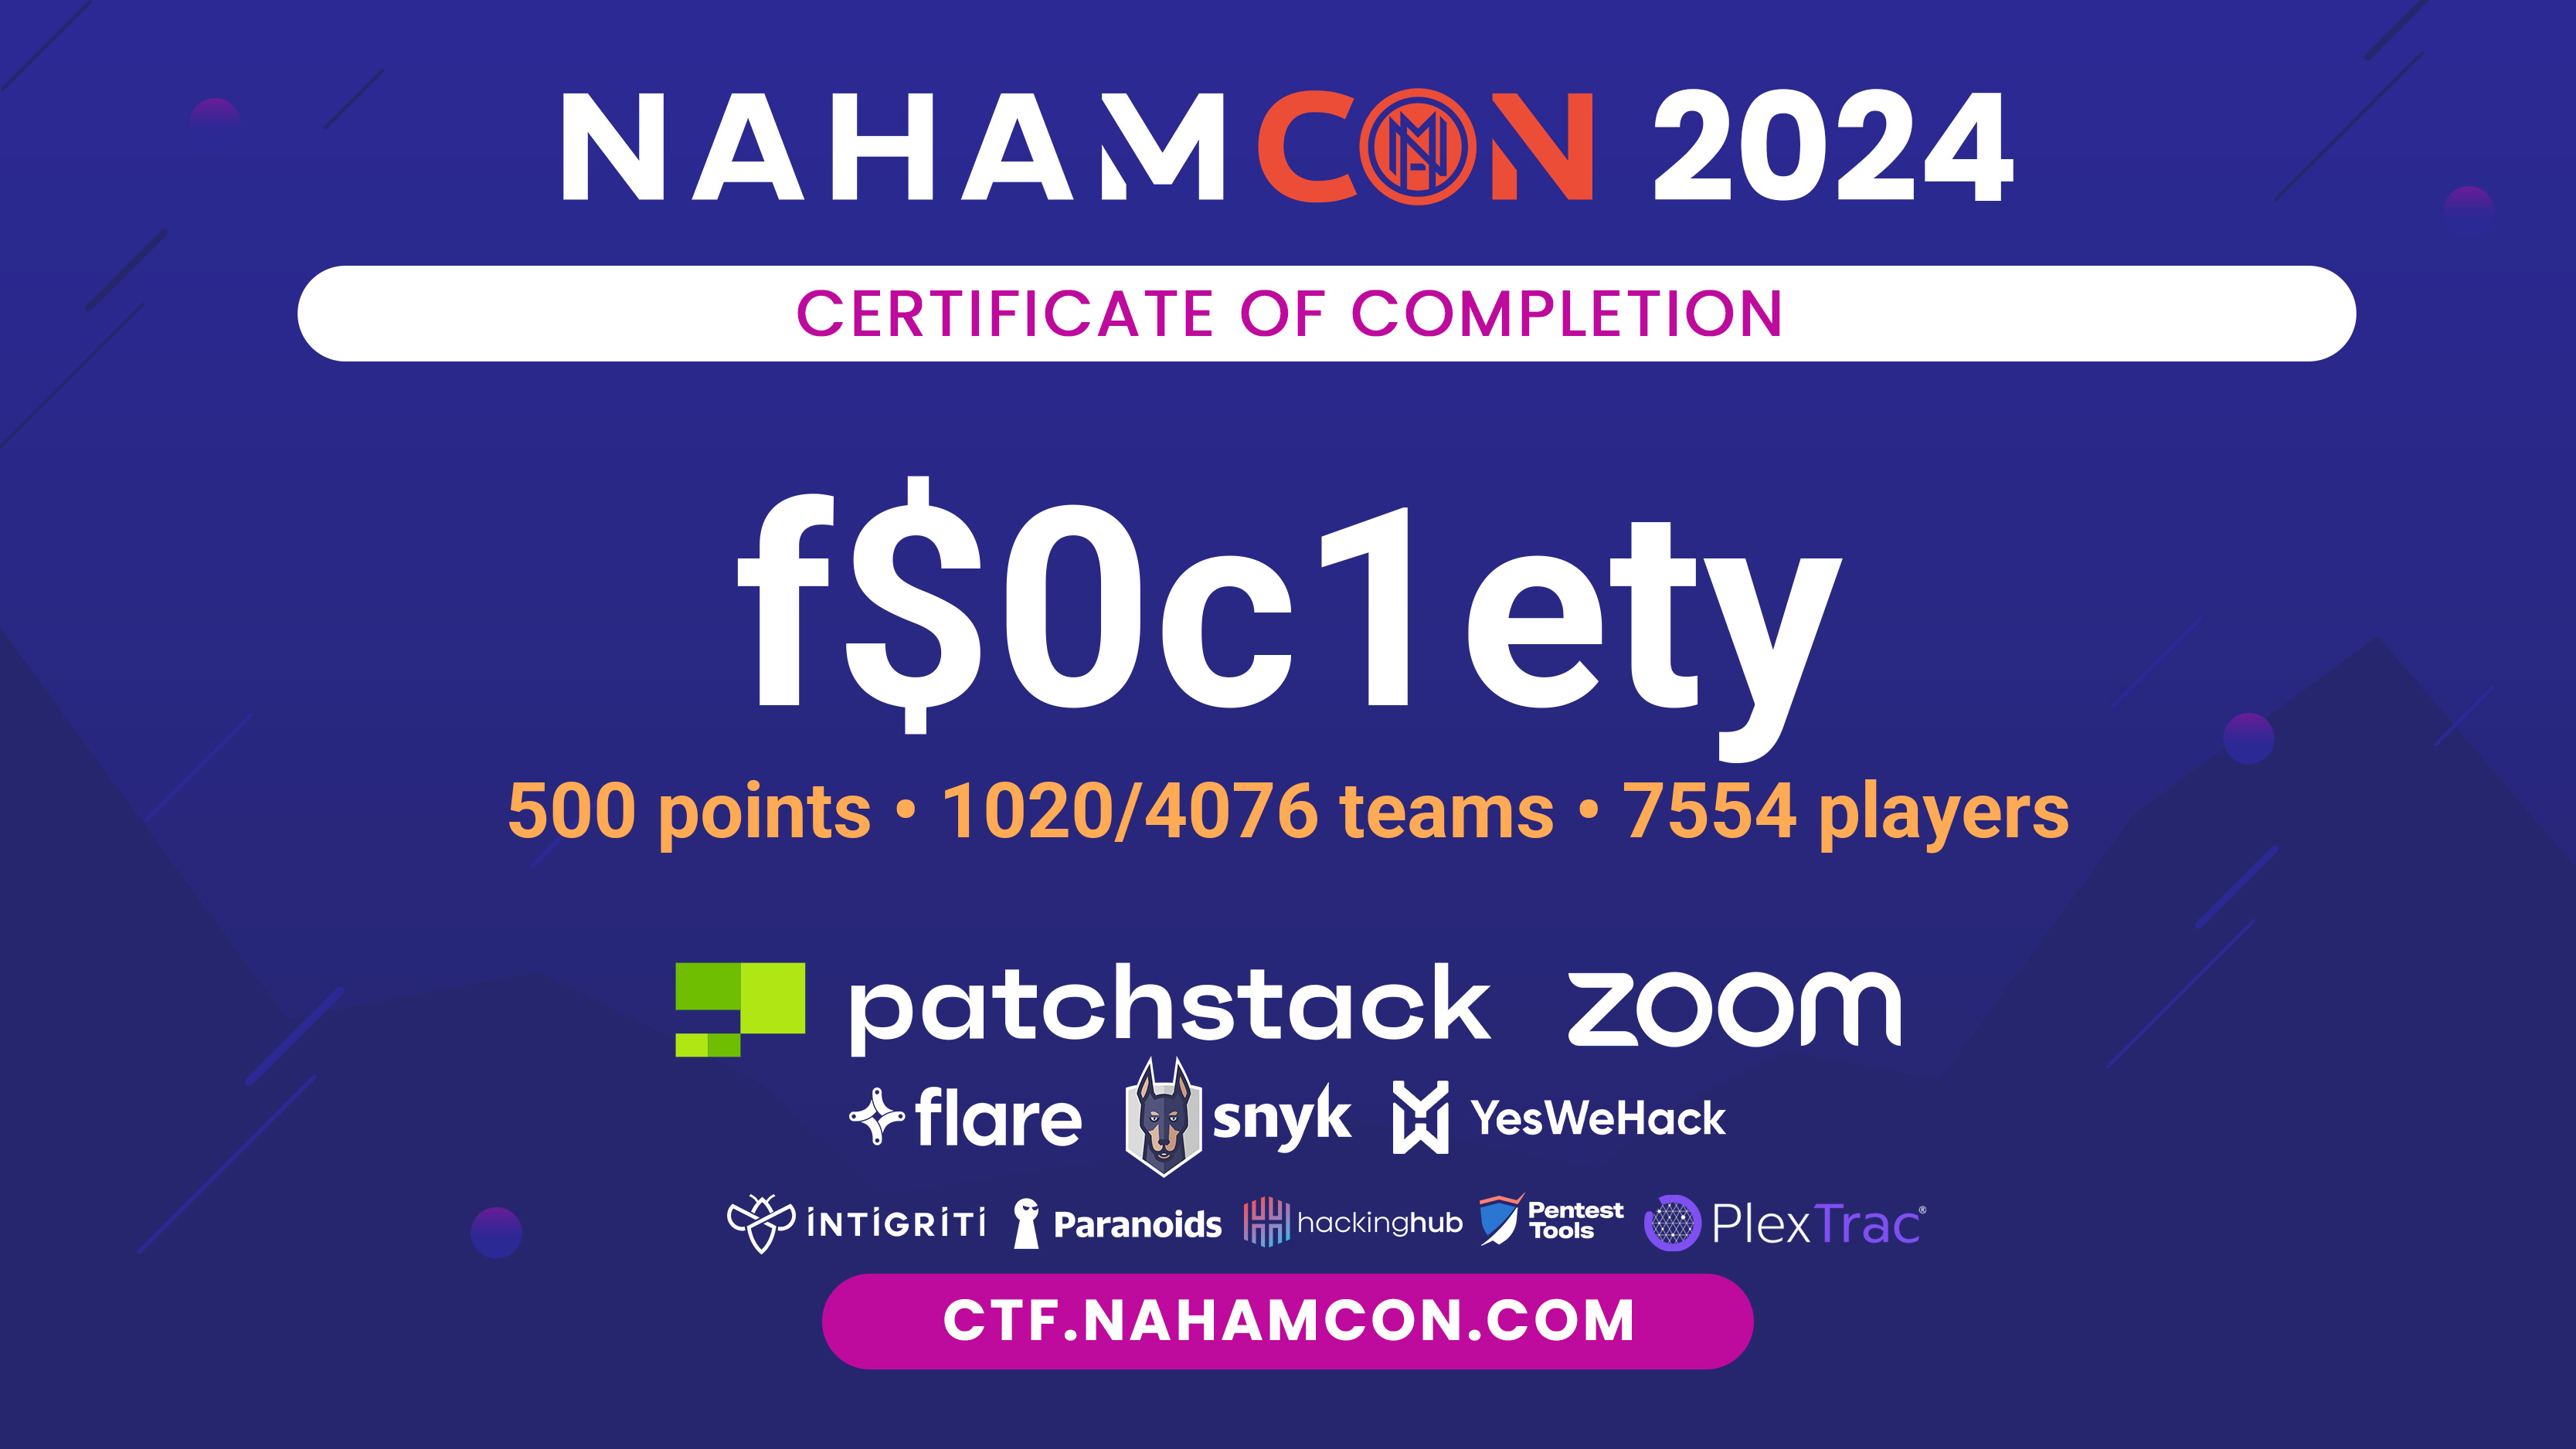 NAHAMCON 2024
CERTIFICATE OF COMPLETION
f$0c1ety
500 points • 1020/4076 teams • 7554 players
patchstack zoom
flare snyk YesWeHack
INTIGRITI Paranoids hackinghub Pentest Tools PlexTrac®
CTF.NAHAMCON.COM